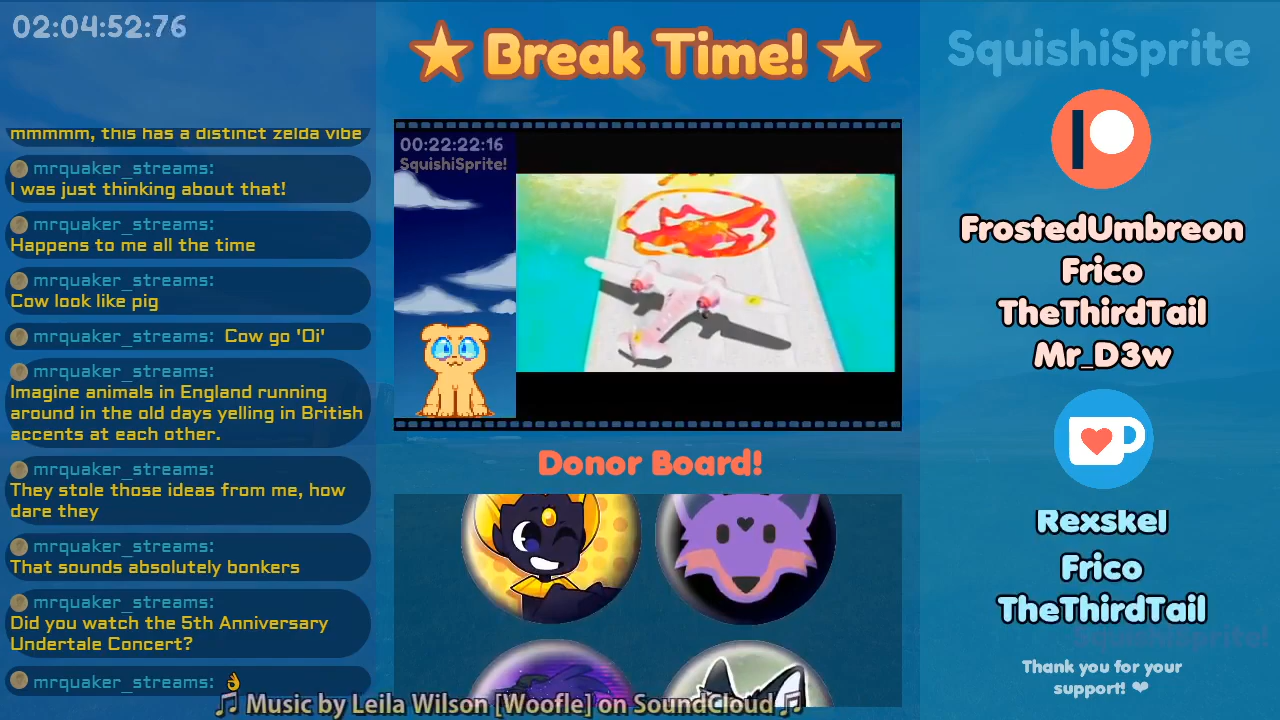 02:04:52:76
Break Time!
SquishiSprite
mmmmm, this has a distinct zelda vibe
mrquaker_streams:
I was just thinking about that!
mrquaker_streams:
Happens to me all the time
mrquaker_streams:
Cow look like pig
mrquaker_streams: Cow go 'Oi'
mrquaker_streams:
Imagine animals in England running
around in the old days yelling in British
accents at each other.
mrquaker_streams:
They stole those ideas from me, how
dare they
mrquaker_streams:
That sounds absolutely bonkers
mrquaker_streams:
Did you watch the 5th Anniversary
Undertale Concert?
mrquaker_streams: 👌
00:22:22:16
SquishiSprite!
Donor Board!
FrostedUmbreon
Frico
TheThirdTail
Mr_D3w
Rexskel
Frico
TheThirdTail
SquishiSprite!
Thank you for your
support! ❤
🎵 Music by Leila Wilson [Woofle] on SoundCloud 🎵